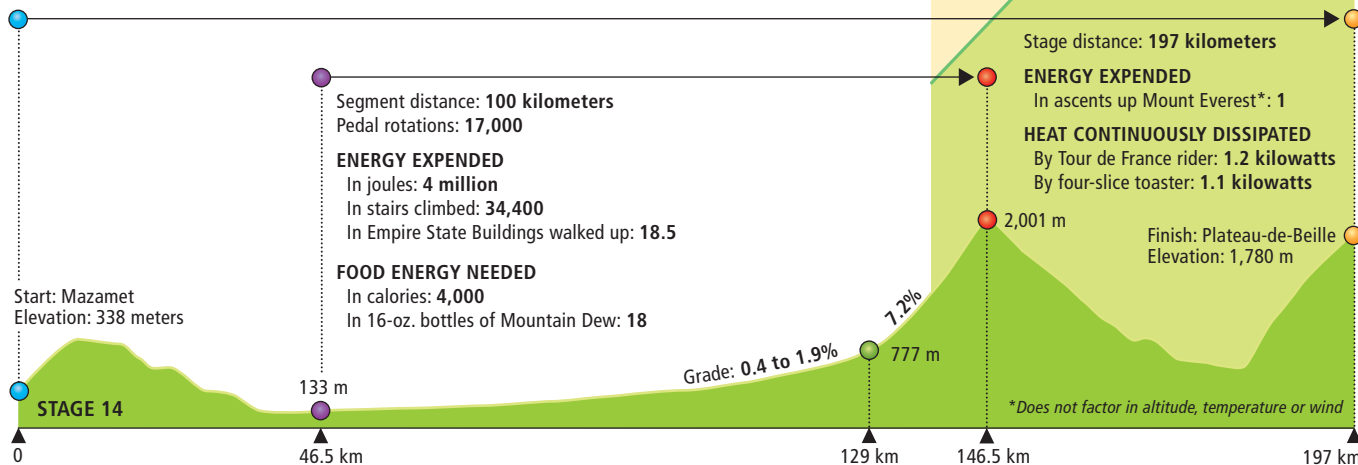 Stage distance: 197 kilometers
ENERGY EXPENDED
In ascents up Mount Everest*: 1
HEAT CONTINUOUSLY DISSIPATED
By Tour de France rider: 1.2 kilowatts
By four-slice toaster: 1.1 kilowatts
Segment distance: 100 kilometers
Pedal rotations: 17,000
ENERGY EXPENDED
In joules: 4 million
In stairs climbed: 34,400
In Empire State Buildings walked up: 18.5
FOOD ENERGY NEEDED
In calories: 4,000
In 16-oz. bottles of Mountain Dew: 18
2,001 m
Finish: Plateau-de-Beille
Elevation: 1,780 m
Start: Mazamet
Elevation: 338 meters
7.2%
777 m
Grade: 0.4 to 1.9%
133 m
STAGE 14
*Does not factor in altitude, temperature or wind
0
46.5 km
129 km
146.5 km
197 km